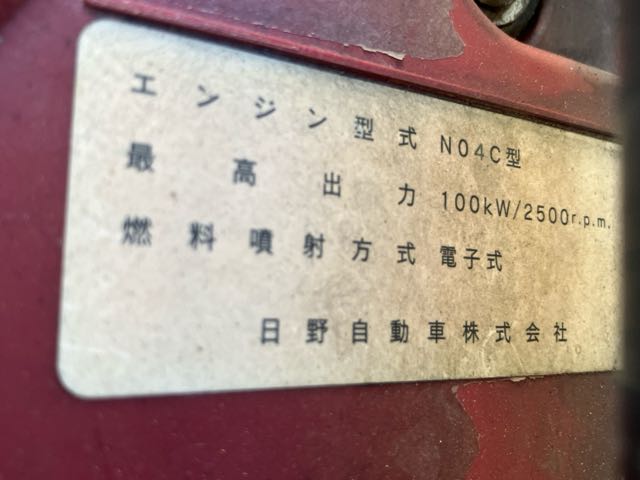 エンジン型式 N04C型
最高出力 100kW/2500r.p.m.
燃料噴射方式 電子式
日野自動車株式会社